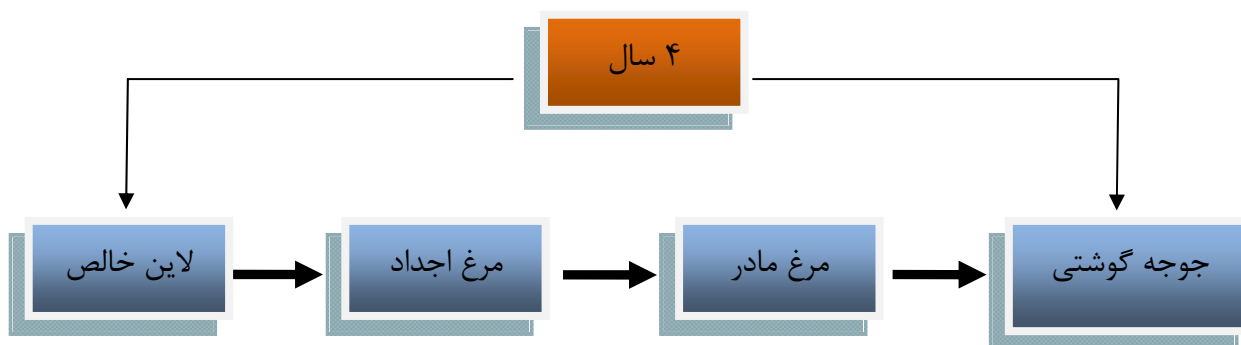 ۴ سال
لاین خالص
مرغ اجداد
مرغ مادر
جوجه گوشتی